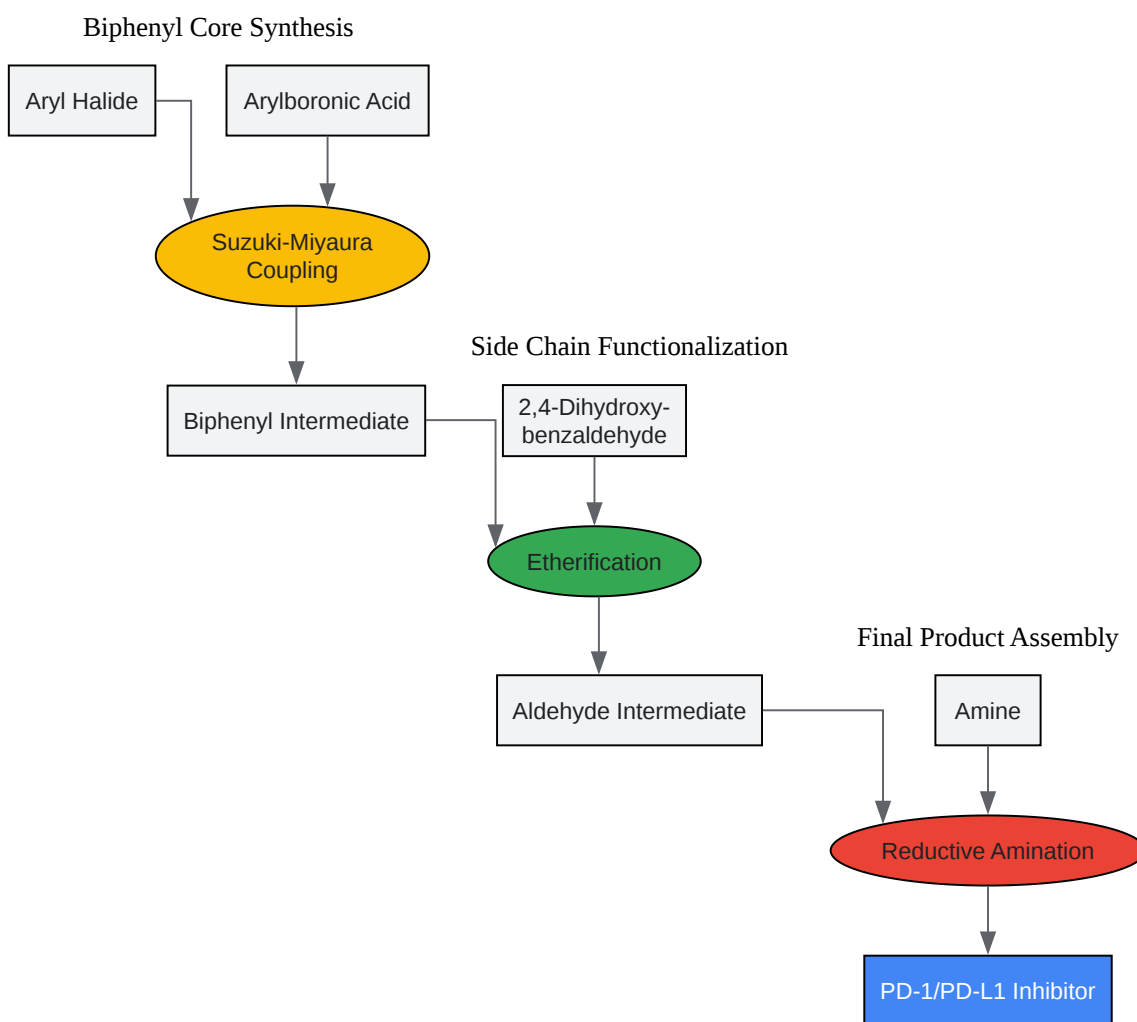 Biphenyl Core Synthesis
Aryl Halide
Arylboronic Acid
Suzuki-Miyaura
Coupling
Side Chain Functionalization
Biphenyl Intermediate
2,4-Dihydroxy-
benzaldehyde
Etherification
Final Product Assembly
Aldehyde Intermediate
Amine
Reductive Amination
PD-1/PD-L1 Inhibitor